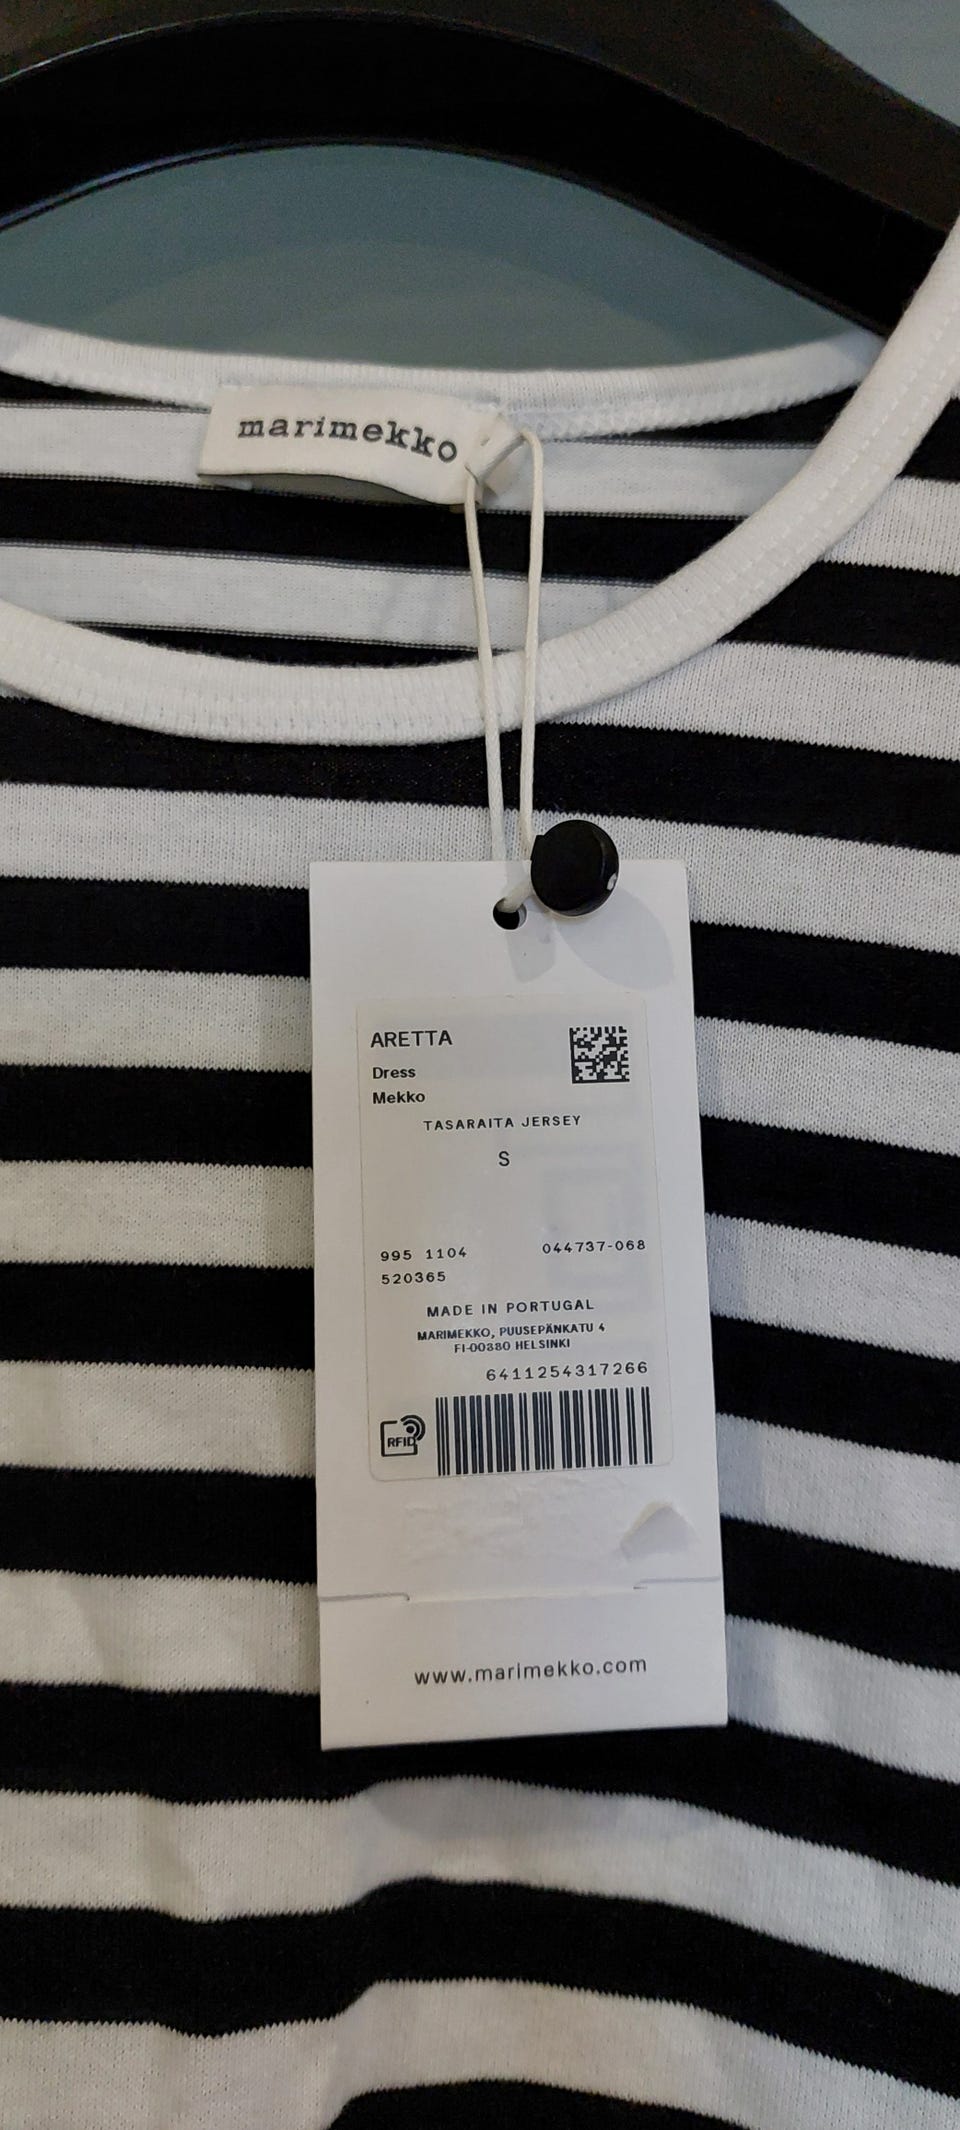 marimekko
ARETTA
Dress
Mekko
TASARAITA JERSEY
S
995 1104 044737-068
520365
MADE IN PORTUGAL
MARIMEKKO, PUUSEPÄNKATU 4
FI-00380 HELSINKI
6411254317266
RFID
www.marimekko.com